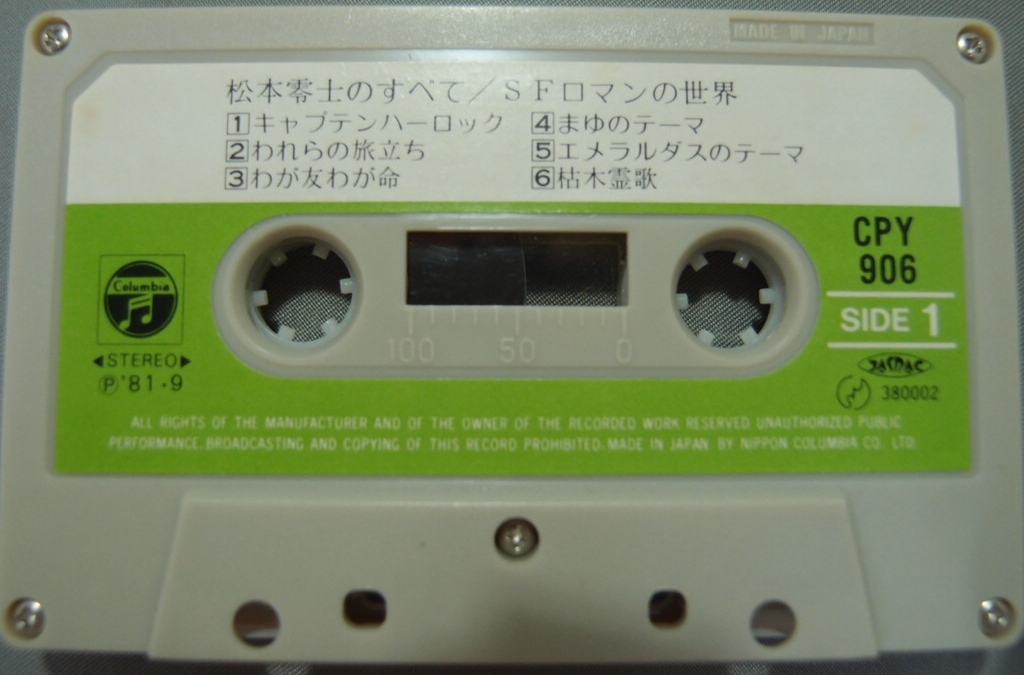 MADE IN JAPAN
松本零士のすべて/SFロマンの世界
1キャプテンハーロック
2われらの旅立ち
3わが友わが命
4まゆのテーマ
5エメラルダスのテーマ
6枯木霊歌
CPY
906
SIDE 1
JASRAC
380002
Columbia
◀STEREO▶
Ⓟ'81・9
100 50 0
ALL RIGHTS OF THE MANUFACTURER AND OF THE OWNER OF THE RECORDED WORK RESERVED UNAUTHORIZED PUBLIC
PERFORMANCE.BROADCASTING AND COPYING OF THIS RECORD PROHIBITED.MADE IN JAPAN BY NIPPON COLUMBIA CO. LTD.